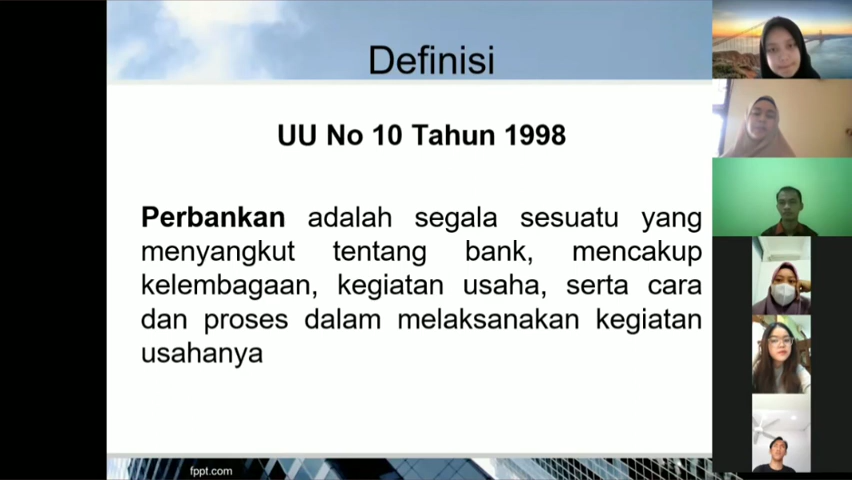 Definisi
UU No 10 Tahun 1998
Perbankan adalah segala sesuatu yang
menyangkut tentang bank, mencakup
kelembagaan, kegiatan usaha, serta cara
dan proses dalam melaksanakan kegiatan
usahanya
fppt.com